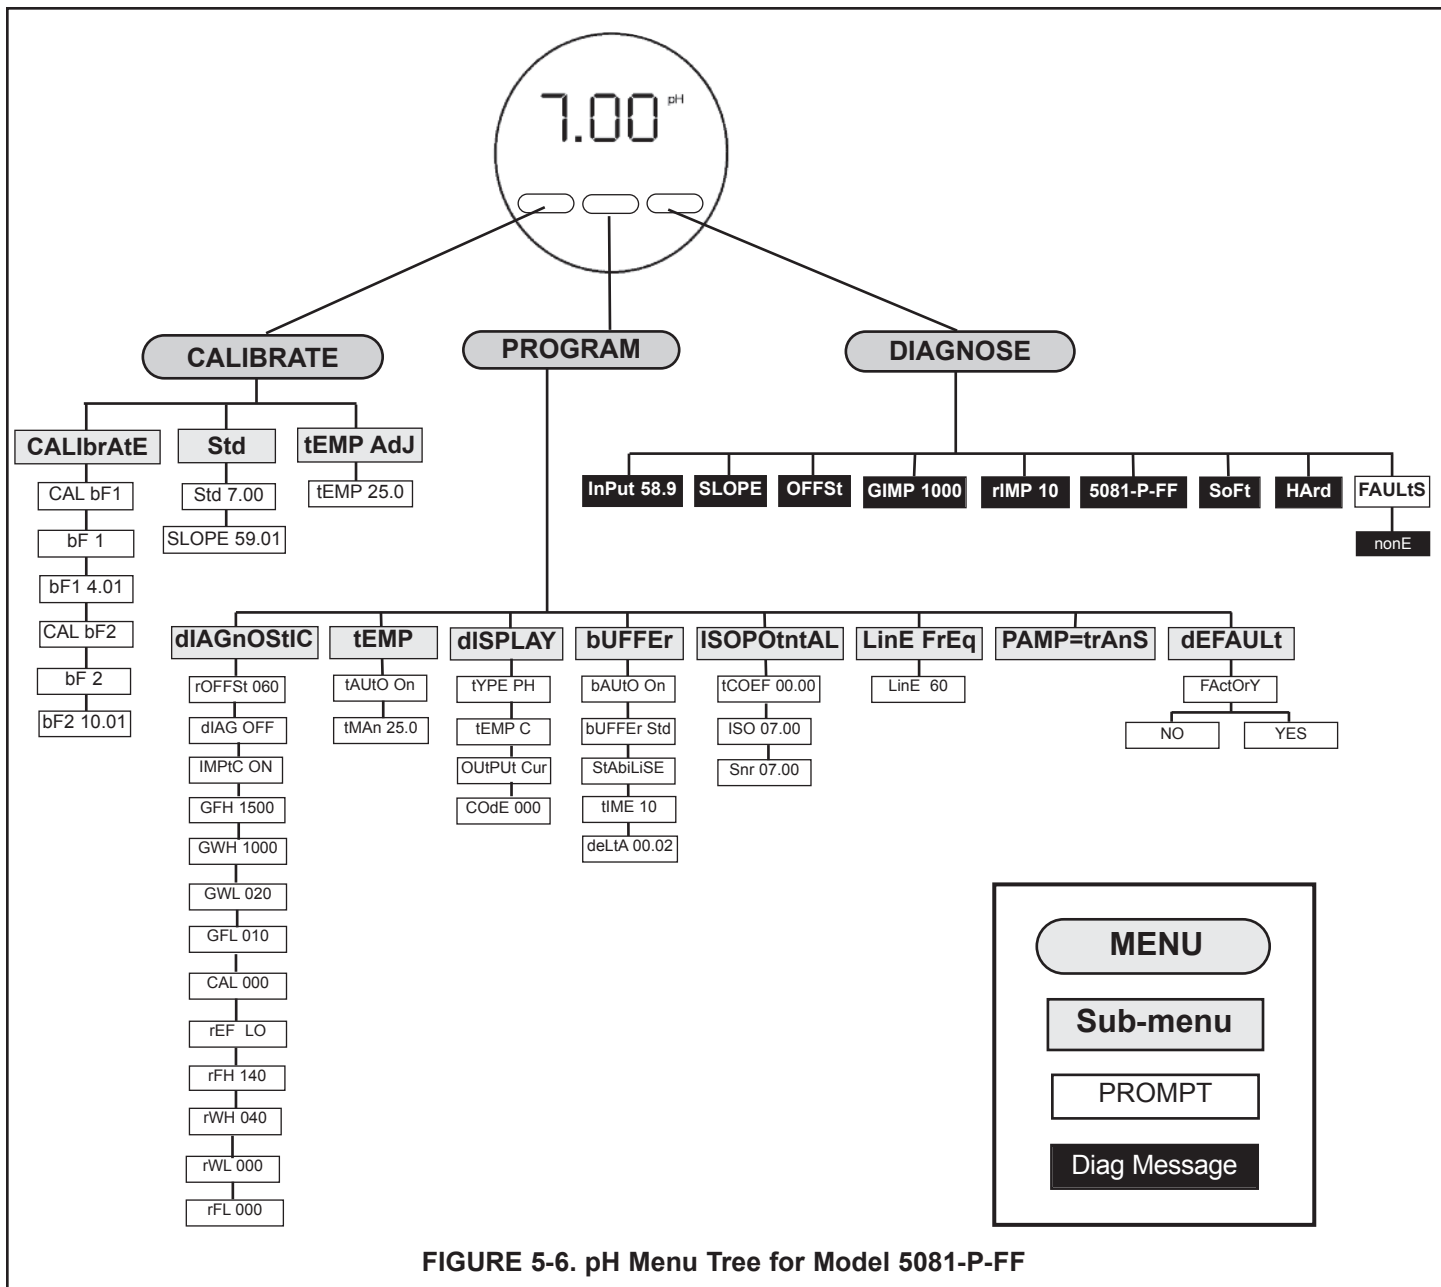 7.00 pH
CALIBRATE
PROGRAM
DIAGNOSE
CALIbrAtE
Std
tEMP AdJ
CAL bF1
bF 1
bF1 4.01
CAL bF2
bF 2
bF2 10.01
Std 7.00
SLOPE 59.01
tEMP 25.0
InPut 58.9
SLOPE
OFFSt
GIMP 1000
rIMP 10
5081-P-FF
SoFt
HArd
FAULtS
nonE
dIAGnOStIC
tEMP
dISPLAY
bUFFEr
ISOPOtntAL
LinE FrEq
PAMP=trAnS
dEFAULt
rOFFSt 060
dIAG OFF
IMPtC ON
GFH 1500
GWH 1000
GWL 020
GFL 010
CAL 000
rEF LO
rFH 140
rWH 040
rWL 000
rFL 000
tAUtO On
tMAn 25.0
tYPE PH
tEMP C
OUtPUt Cur
COdE 000
bAUtO On
bUFFEr Std
StAbiLiSE
tIME 10
deLtA 00.02
tCOEF 00.00
ISO 07.00
Snr 07.00
LinE 60
FActOrY
NO
YES
MENU
Sub-menu
PROMPT
Diag Message
FIGURE 5-6. pH Menu Tree for Model 5081-P-FF